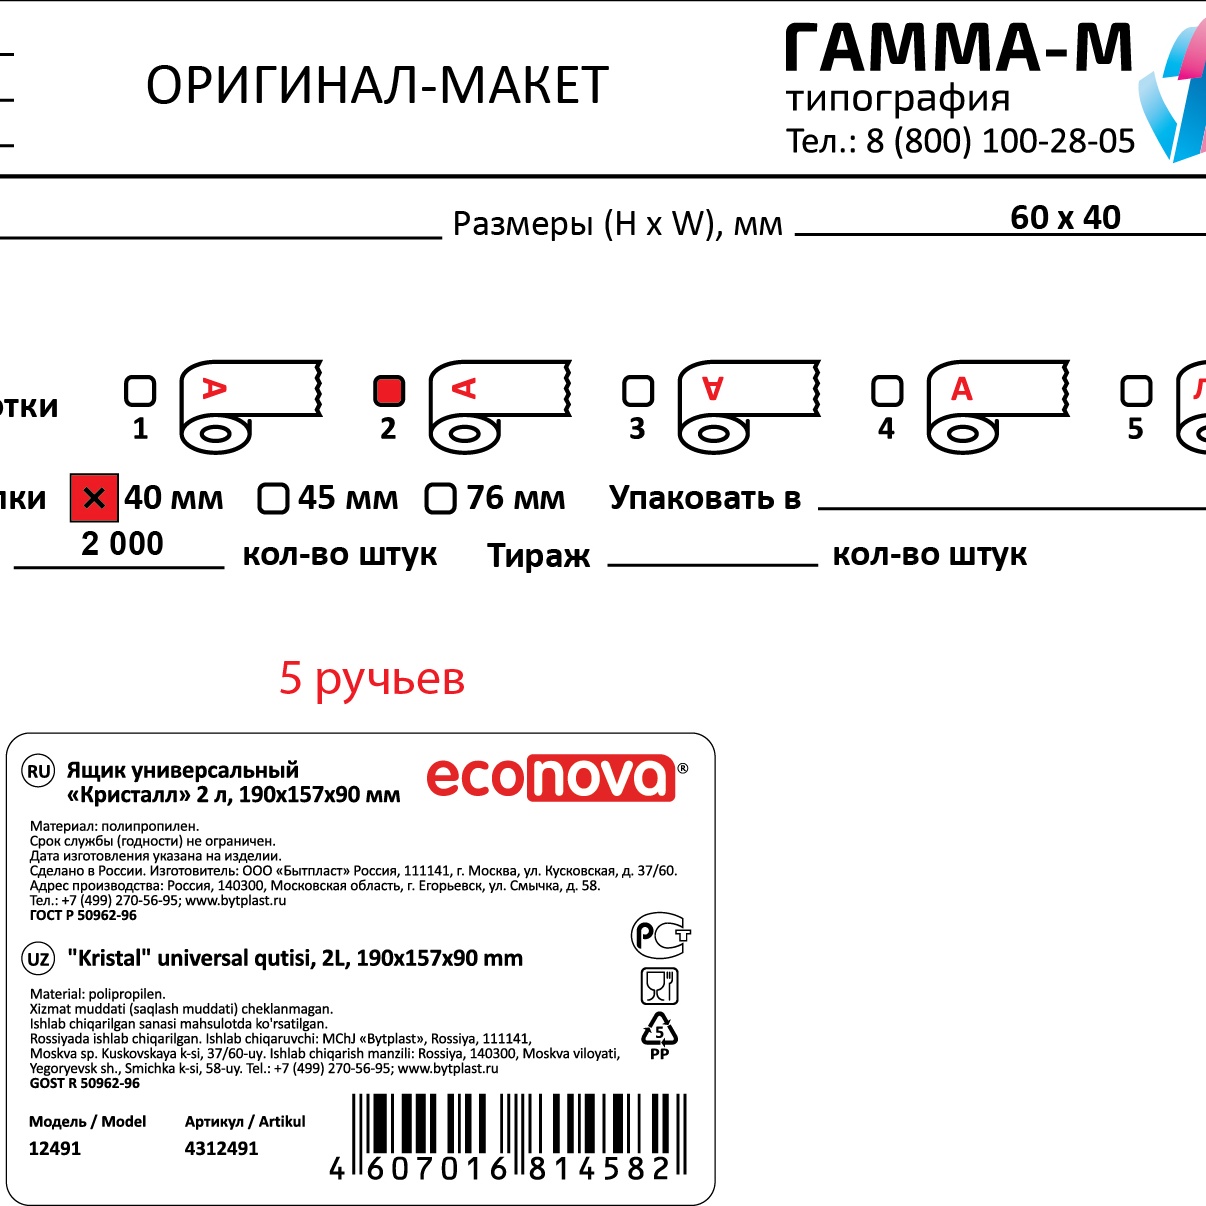 ОРИГИНАЛ-МАКЕТ
ГАММА-М
типография
Тел.: 8 (800) 100-28-05
Размеры (H x W), мм 60 x 40
А А А А
1 2 3 4 5
40 мм 45 мм 76 мм Упаковать в
2 000 кол-во штук Тираж кол-во штук
5 ручьев
RU Ящик универсальный
«Кристалл» 2 л, 190x157x90 мм
econova®
Материал: полипропилен.
Срок службы (годности) не ограничен.
Дата изготовления указана на изделии.
Сделано в России. Изготовитель: ООО «Бытпласт» Россия, 111141, г. Москва, ул. Кусковская, д. 37/60.
Адрес производства: Россия, 140300, Московская область, г. Егорьевск, ул. Смычка, д. 58.
Тел.: +7 (499) 270-56-95; www.bytplast.ru
ГОСТ Р 50962-96
UZ "Kristal" universal qutisi, 2L, 190x157x90 mm
Material: polipropilen.
Xizmat muddati (saqlash muddati) cheklanmagan.
Ishlab chiqarilgan sanasi mahsulotda ko'rsatilgan.
Rossiyada ishlab chiqarilgan. Ishlab chiqaruvchi: MChJ «Bytplast», Rossiya, 111141,
Moskva sp. Kuskovskaya k-si, 37/60-uy. Ishlab chiqarish manzili: Rossiya, 140300, Moskva viloyati,
Yegoryevsk sh., Smichka k-si, 58-uy. Tel.: +7 (499) 270-56-95; www.bytplast.ru
GOST R 50962-96
РСТ
5
PP
Модель / Model Артикул / Artikul
12491 4312491
4 607016 814582